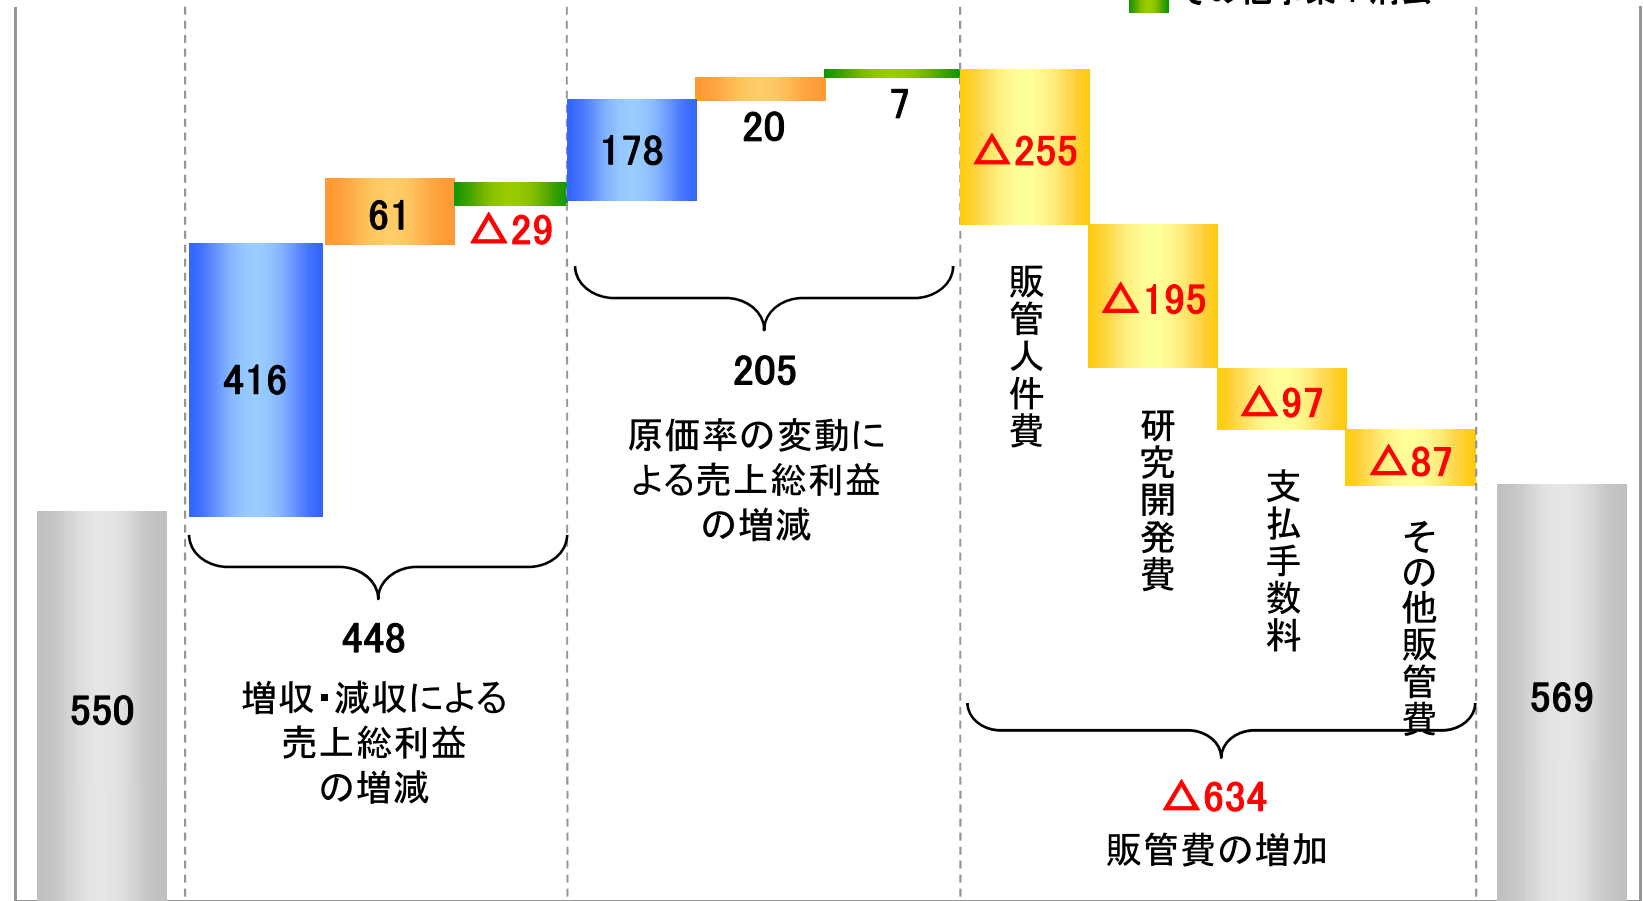 550
416
61
△29
448
増収・減収による
売上総利益
の増減
178
20
7
205
原価率の変動に
よる売上総利益
の増減
△255
販管人件費
△195
研究開発費
△97
支払手数料
△87
その他販管費
△634
販管費の増加
569